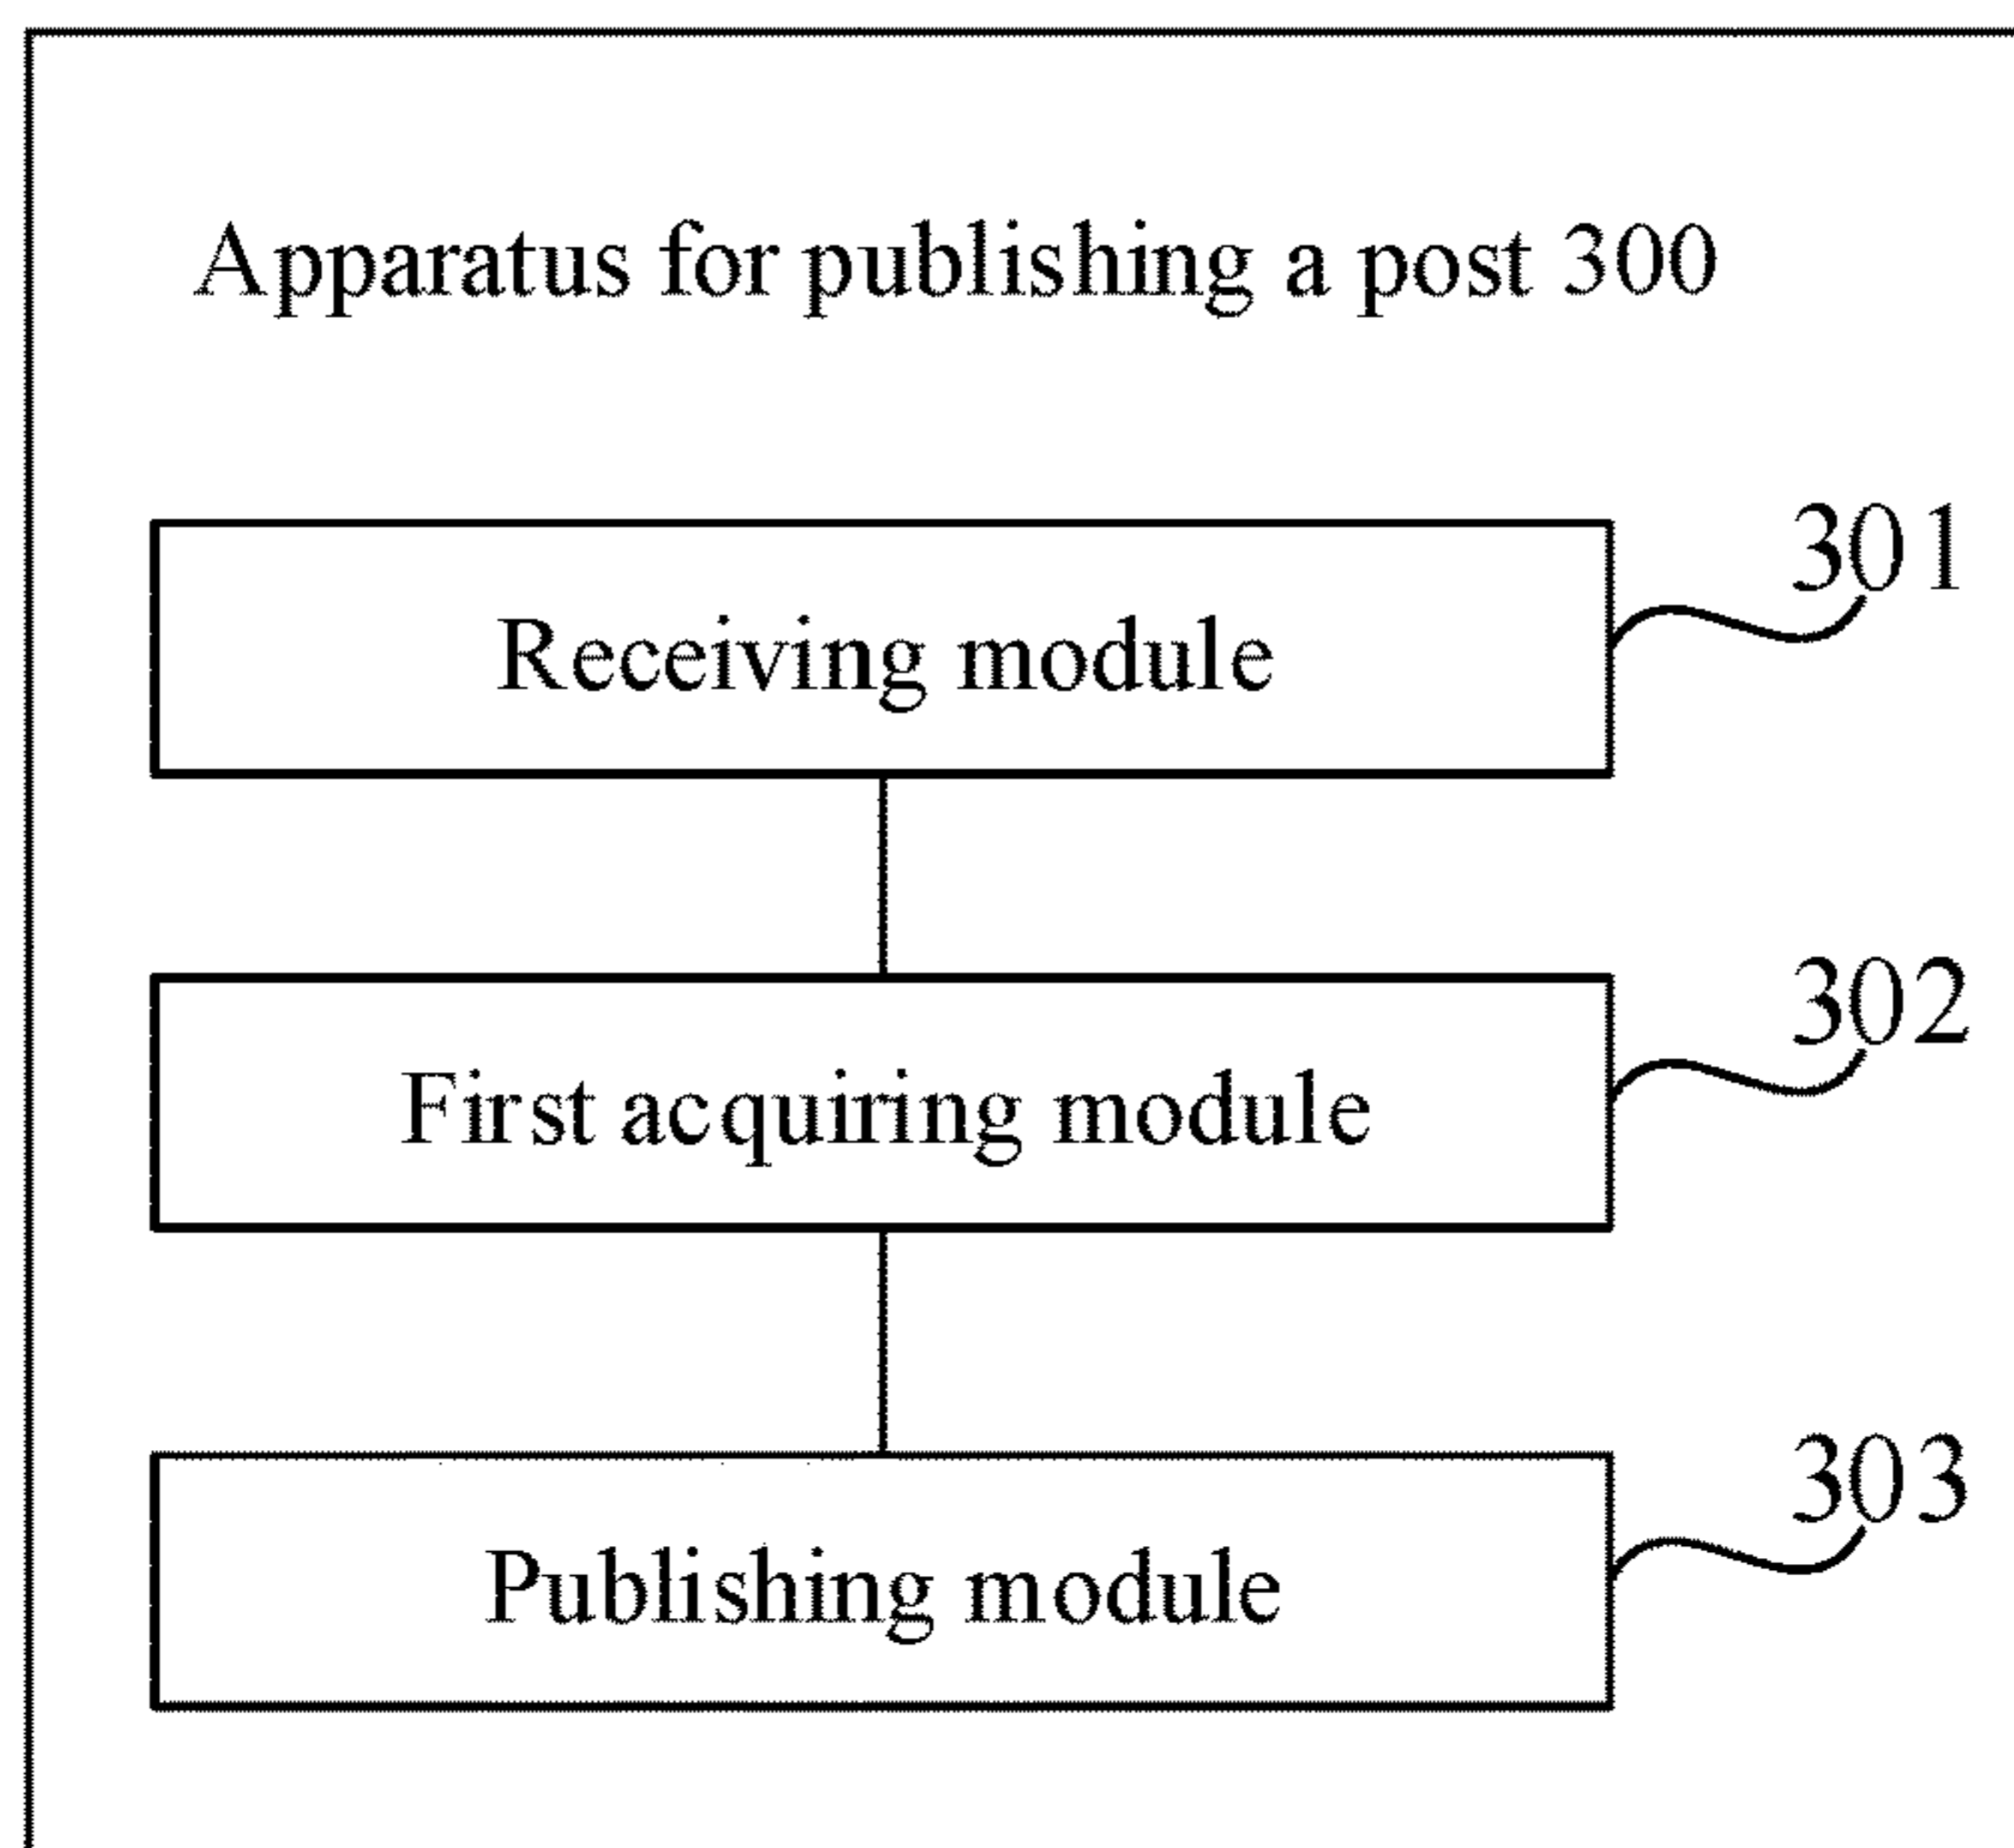 Apparatus for publishing a post 300
301
Receiving module
302
First acquiring module
303
Publishing module